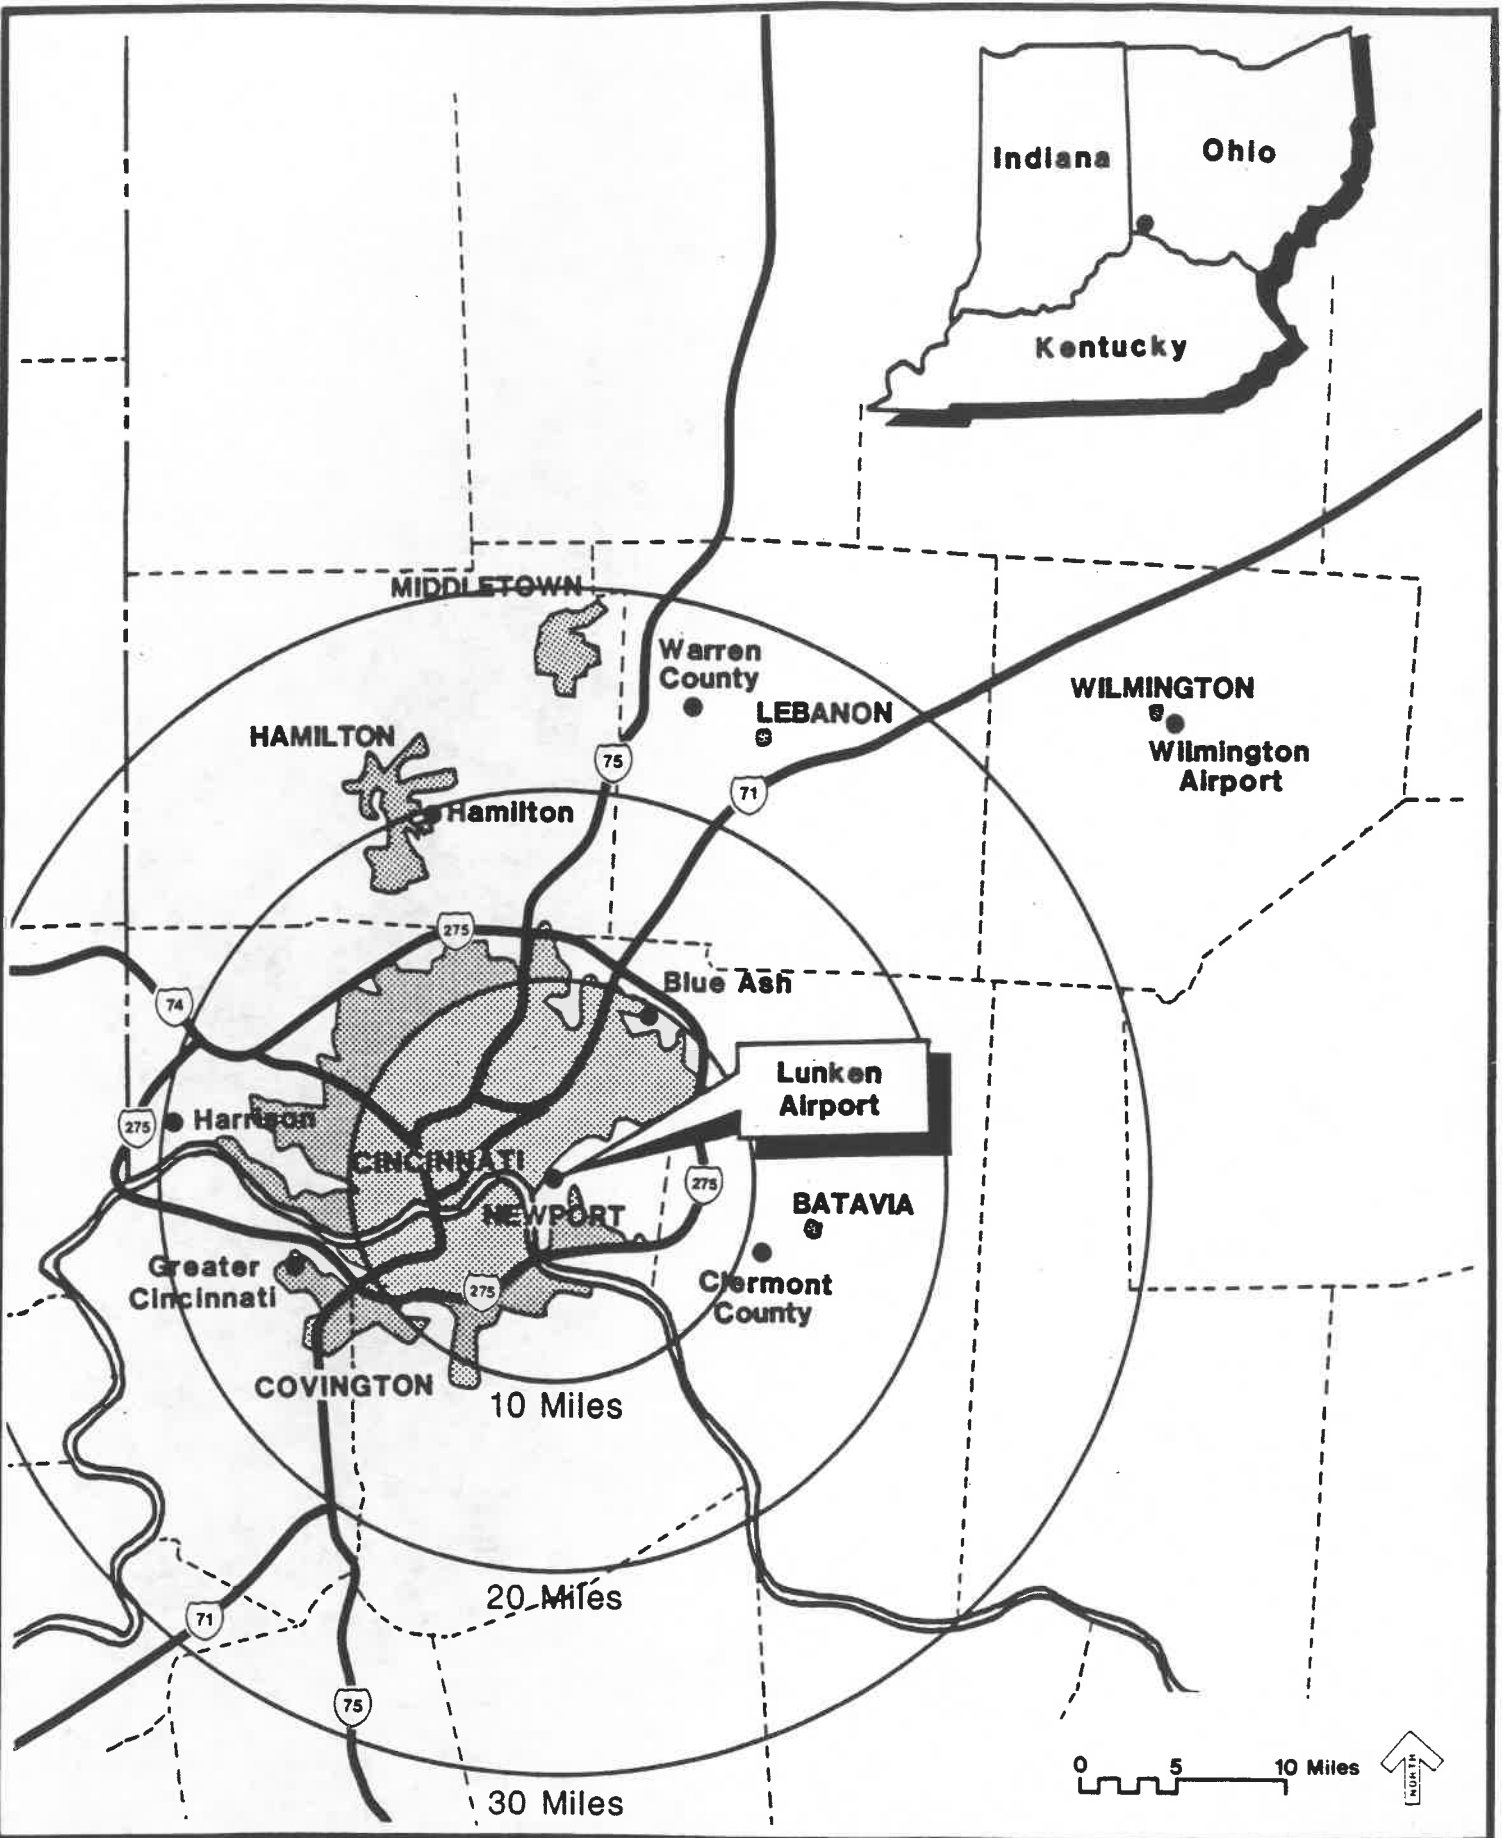 Indiana
Ohio
Kentucky
MIDDLETOWN
Warren
County
WILMINGTON
LEBANON
HAMILTON
Wilmington
Airport
75
71
Hamilton
275
Blue Ash
74
Lunken
Airport
275
Harrison
CINCINNATI
275
BATAVIA
NEWPORT
Greater
Cincinnati
Clermont
County
275
COVINGTON
10 Miles
20 Miles
71
75
0 5 10 Miles
NORTH
30 Miles